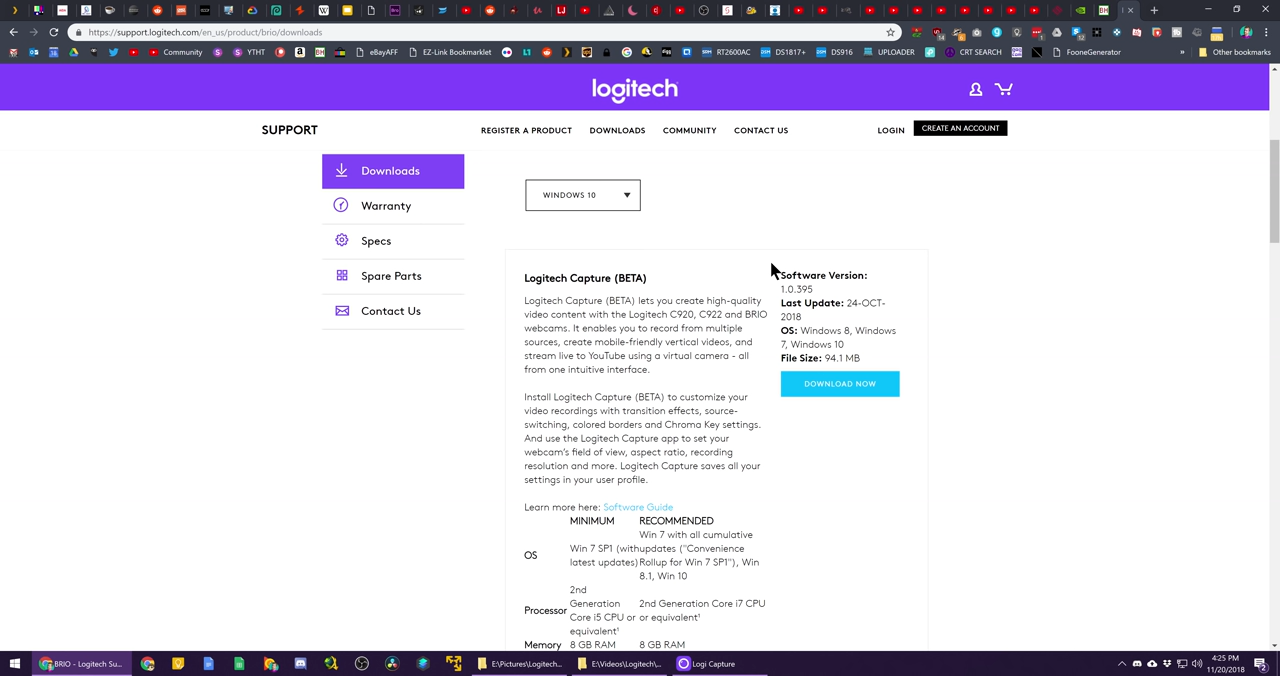 https://support.logitech.com/en_us/product/brio/downloads
Community
S YTHT
eBayAFF
EZ-Link Bookmarklet
RT2600AC
DS1817+
DS916
UPLOADER
CRT SEARCH
FooneGenerator
»
Other bookmarks
logitech
SUPPORT
REGISTER A PRODUCT
DOWNLOADS
COMMUNITY
CONTACT US
LOGIN
CREATE AN ACCOUNT
Downloads
Warranty
Specs
Spare Parts
Contact Us
WINDOWS 10
Logitech Capture (BETA)
Logitech Capture (BETA) lets you create high-quality
video content with the Logitech C920, C922 and BRIO
webcams. It enables you to record from multiple
sources, create mobile-friendly vertical videos, and
stream live to YouTube using a virtual camera - all
from one intuitive interface.
Install Logitech Capture (BETA) to customize your
video recordings with transition effects, source-
switching, colored borders and Chroma Key settings.
And use the Logitech Capture app to set your
webcam's field of view, aspect ratio, recording
resolution and more. Logitech Capture saves all your
settings in your user profile.
Learn more here: Software Guide
MINIMUM RECOMMENDED
OS
Win 7 SP1 (with
latest updates)
Win 7 with all cumulative
updates ("Convenience
Rollup for Win 7 SP1"), Win
8.1, Win 10
Processor
2nd
Generation
Core i5 CPU or
equivalent¹
2nd Generation Core i7 CPU
or equivalent¹
Memory 8 GB RAM 8 GB RAM
Software Version:
1.0.395
Last Update: 24-OCT-
2018
OS: Windows 8, Windows
7, Windows 10
File Size: 94.1 MB
DOWNLOAD NOW
BRIO - Logitech Su...
E:\Pictures\Logitech...
E:\Videos\Logitech\...
Logi Capture
4:25 PM
11/20/2018
2